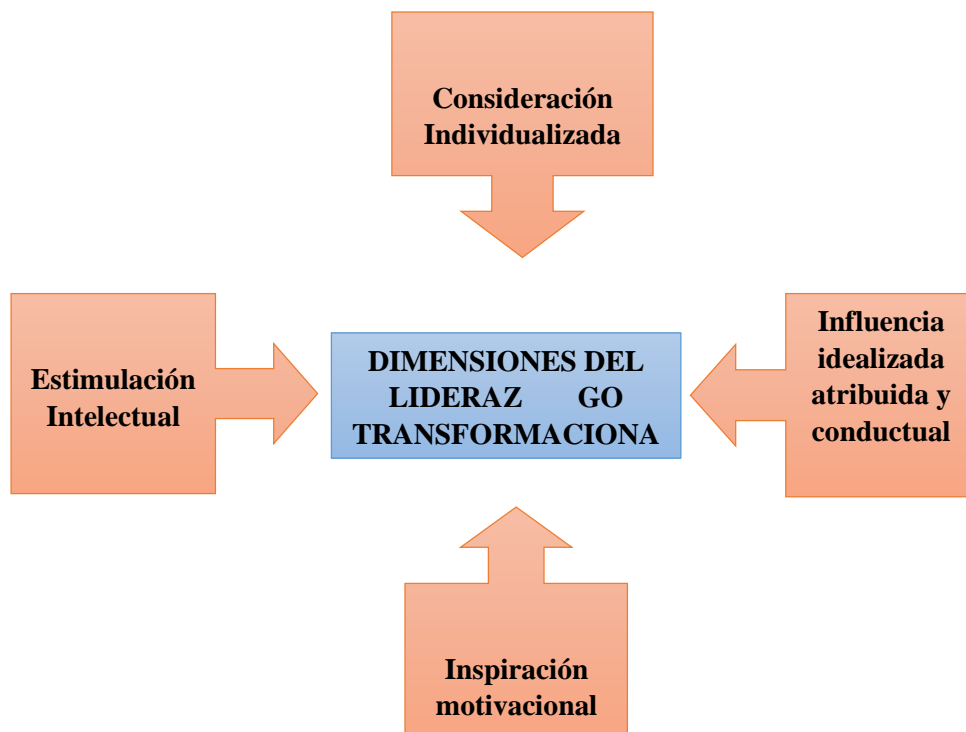 Consideración
Individualizada
Estimulación
Intelectual
DIMENSIONES DEL
LIDERAZ GO
TRANSFORMACIONA
Influencia
idealizada
atribuida y
conductual
Inspiración
motivacional